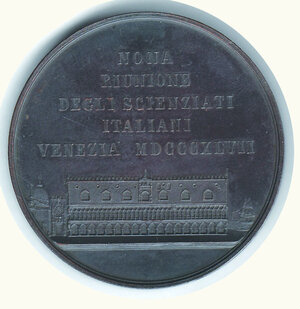 NONA
RIUNIONE
DEGLI SCIENZIATI
ITALIANI
VENEZIA MDCCCXLVII